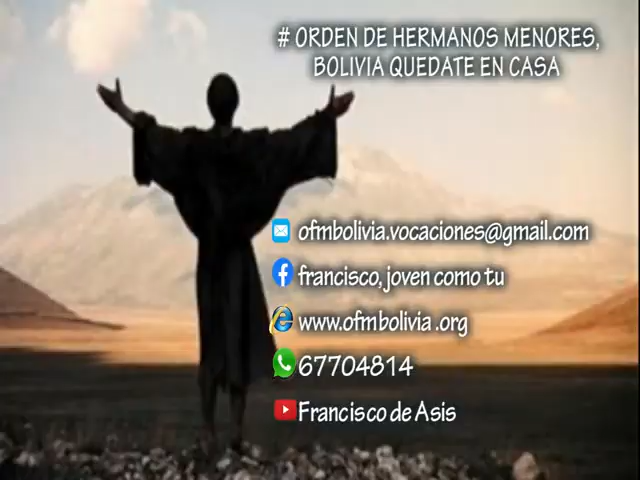 # ORDEN DE HERMANOS MENORES,
BOLIVIA QUEDATE EN CASA
ofmbolivia.vocaciones@gmail.com
francisco, joven como tu
www.ofmbolivia .org
67704814
Francisco de Asis